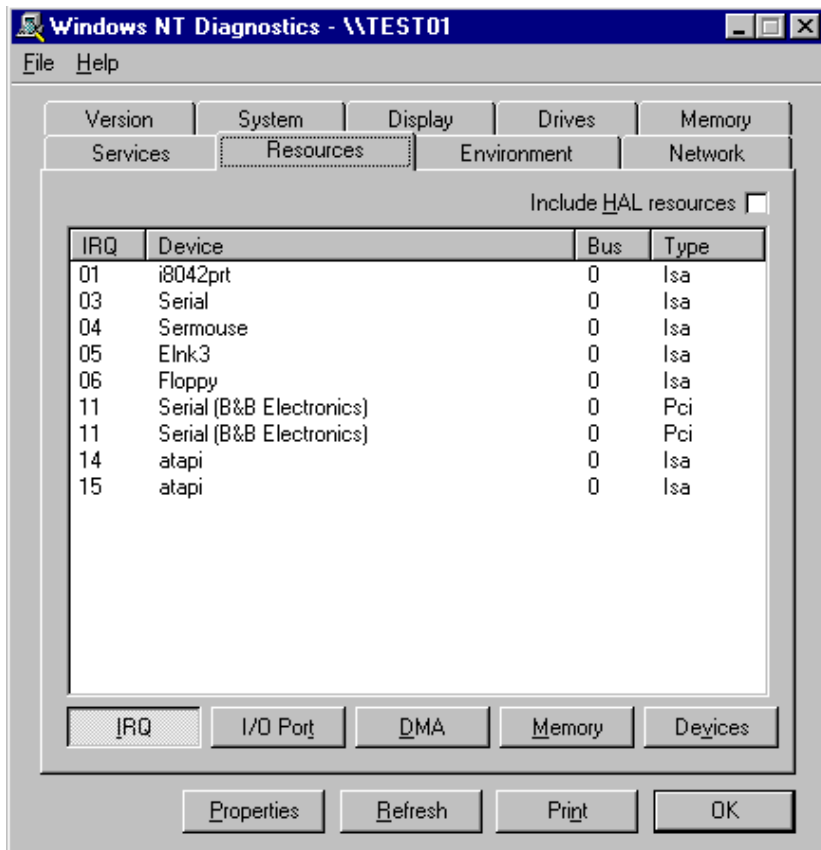 Windows NT Diagnostics - \\TEST01
File Help
Version System Display Drives Memory
Services Resources Environment Network
Include HAL resources
IRQ Device Bus Type
01 i8042prt 0 Isa
03 Serial 0 Isa
04 Sermouse 0 Isa
05 Elnk3 0 Isa
06 Floppy 0 Isa
11 Serial (B&B Electronics) 0 Pci
11 Serial (B&B Electronics) 0 Pci
14 atapi 0 Isa
15 atapi 0 Isa
IRQ I/O Port DMA Memory Devices
Properties Refresh Print OK